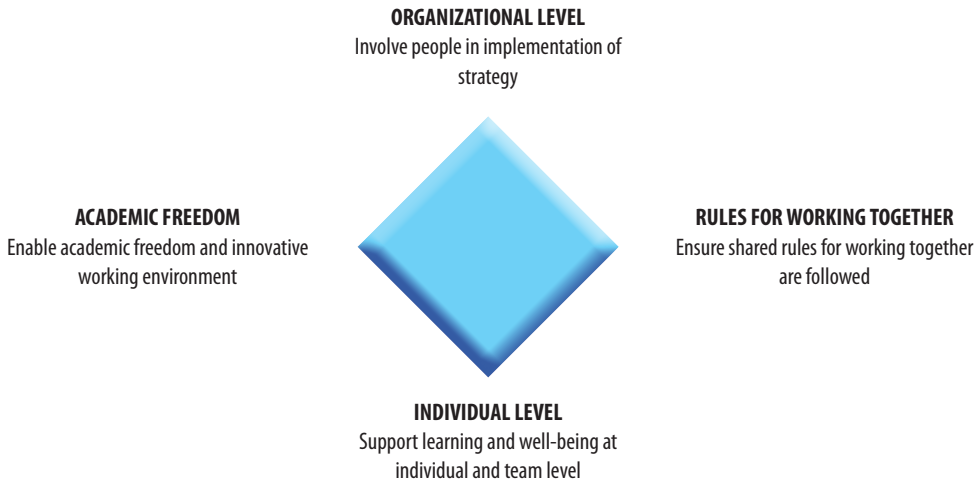 ORGANIZATIONAL LEVEL
Involve people in implementation of
strategy
ACADEMIC FREEDOM
Enable academic freedom and innovative
working environment
RULES FOR WORKING TOGETHER
Ensure shared rules for working together
are followed
INDIVIDUAL LEVEL
Support learning and well-being at
individual and team level